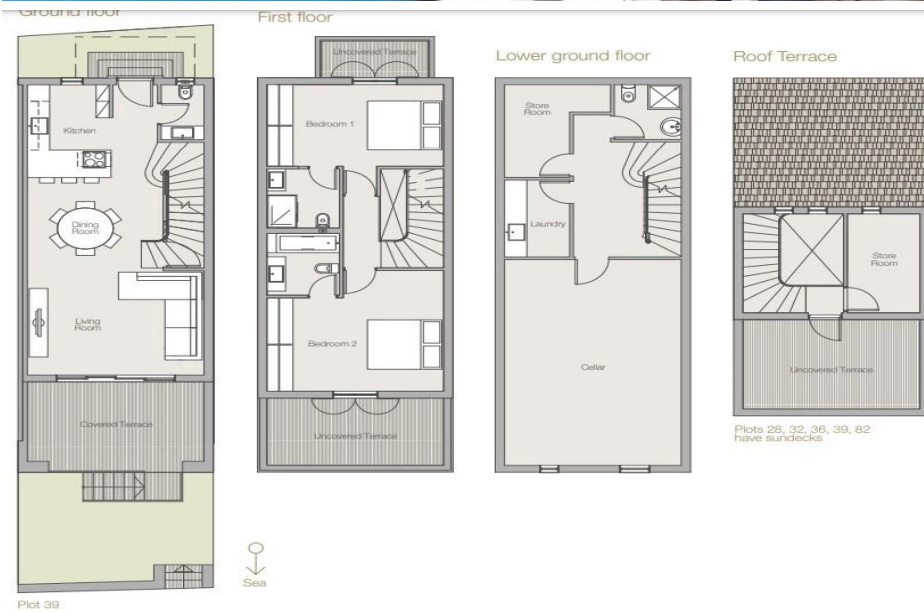 Ground floor
First floor
Lower ground floor
Roof Terrace
Kitchen
Dining
Room
Living
Room
Covered Terrace
Plot 39
Uncovered Terrace
Bedroom 1
Bedroom 2
Uncovered Terrace
Sea
Store
Room
Laundry
Cellar
Store
Room
Uncovered Terrace
Plots 28, 32, 36, 39, 82
have sundecks